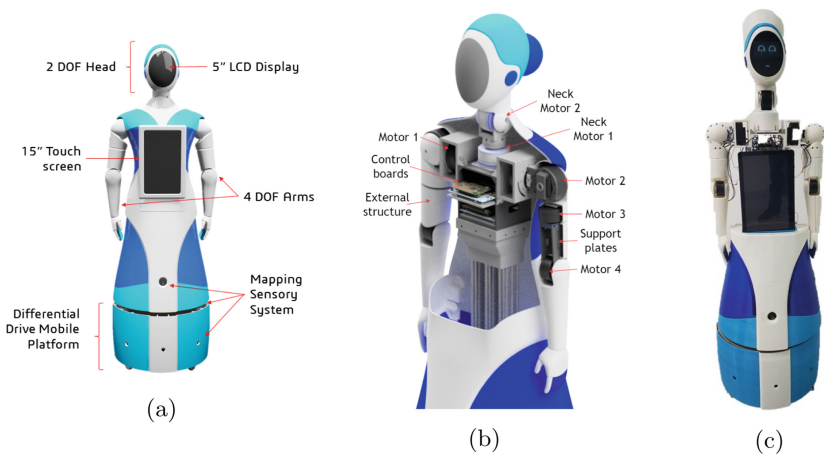 2 DOF Head
5" LCD Display
15" Touch
screen
4 DOF Arms
Mapping
Sensory
System
Differential
Drive Mobile
Platform
(a)
Neck
Motor 2
Neck
Motor 1
Motor 1
Control
boards
External
structure
Motor 2
Motor 3
Support
plates
Motor 4
(b)
(c)